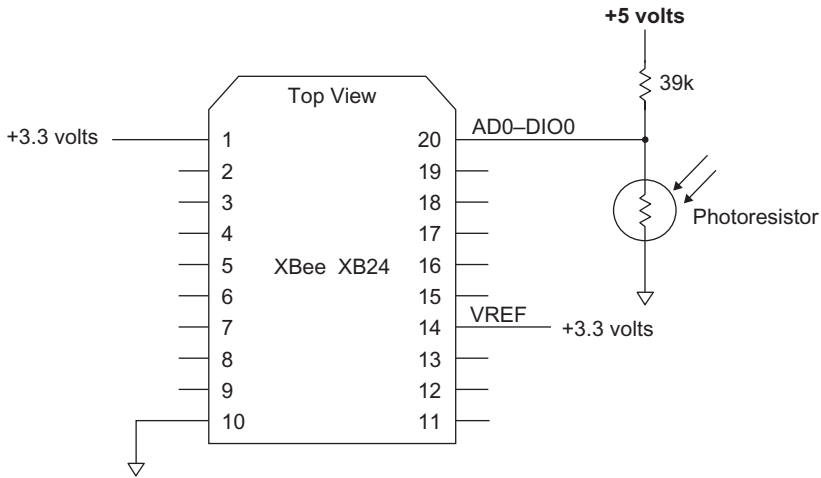 +5 volts
39k
Top View
+3.3 volts
1
20
AD0–DIO0
2
19
3
18
Photoresistor
4
17
5
XBee XB24
16
6
15
7
14
VREF
+3.3 volts
8
13
9
12
10
11